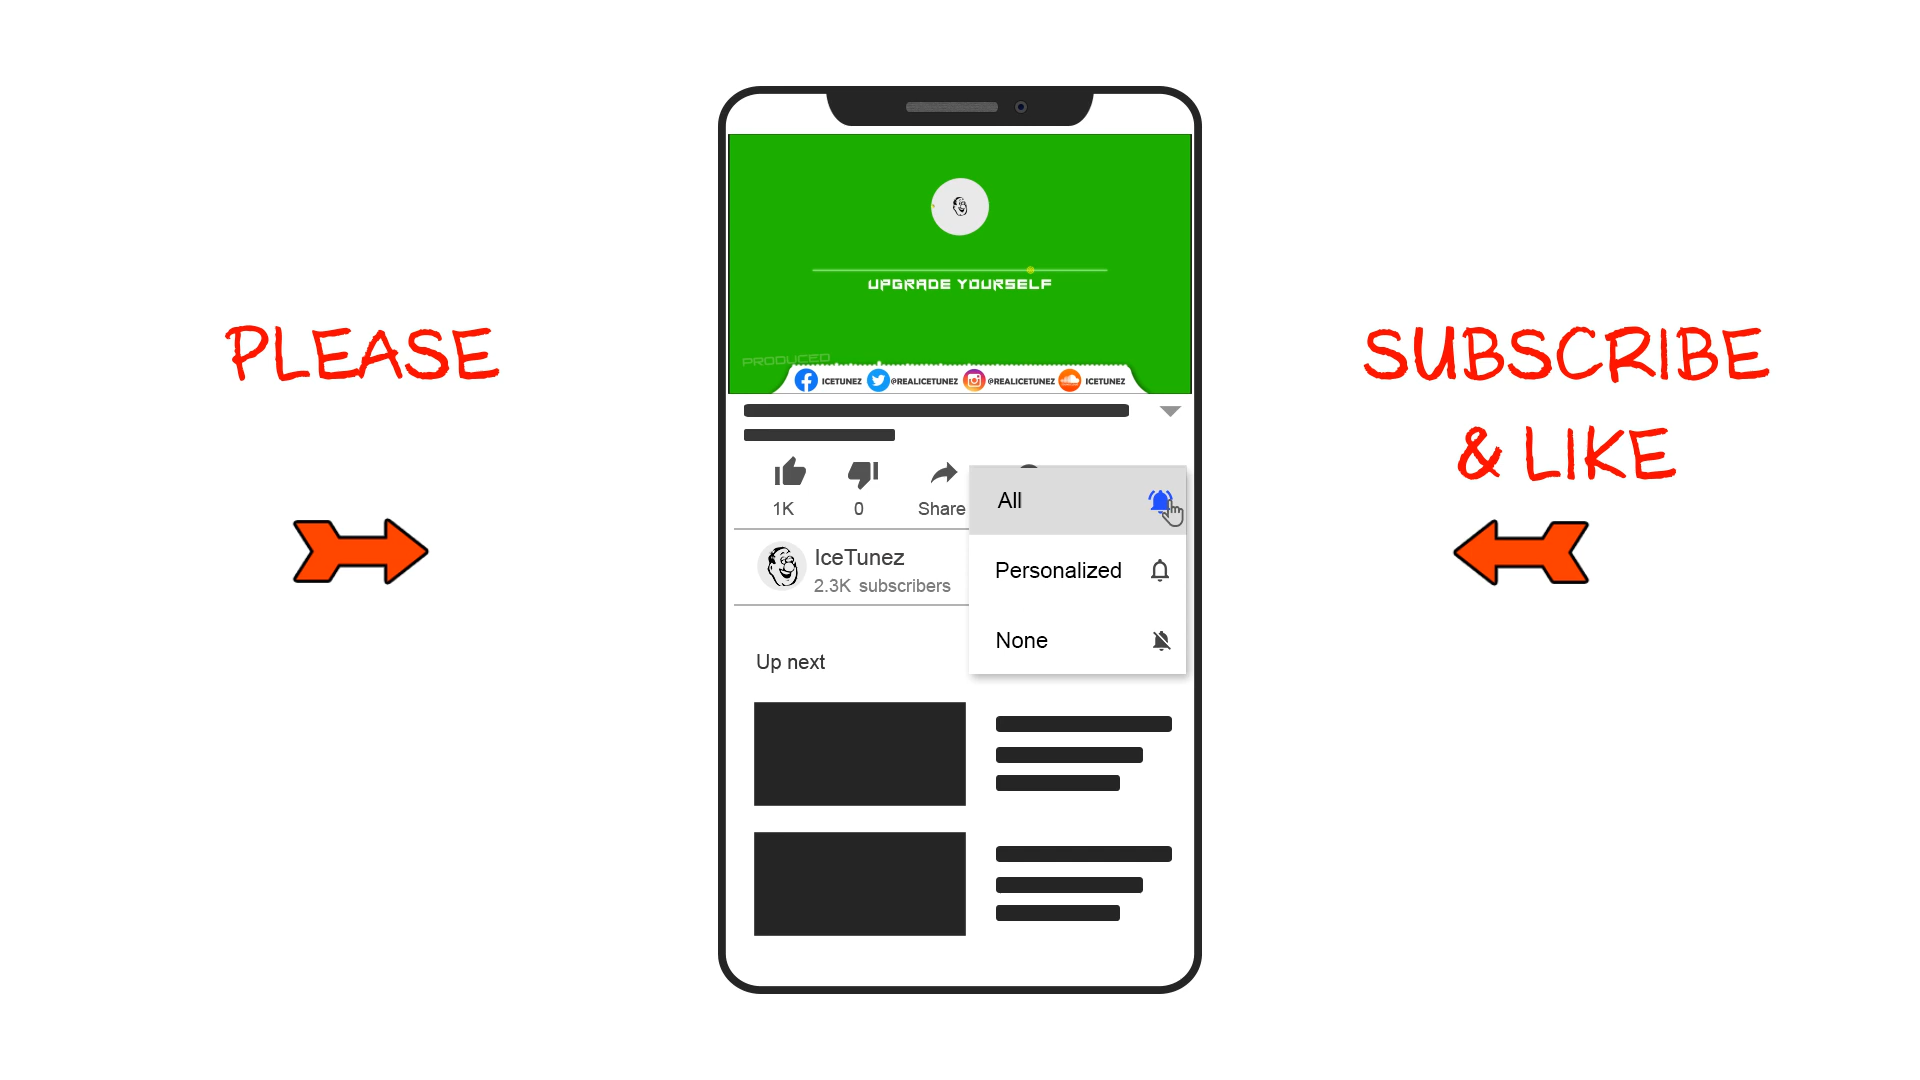 PLEASE
SUBSCRIBE
& LIKE
UPGRADE YOURSELF
PRODUCED
ICETUNEZ @REALICETUNEZ @REALICETUNEZ ICETUNEZ
1K 0 Share
All
IceTunez
2.3K subscribers
Personalized
None
Up next